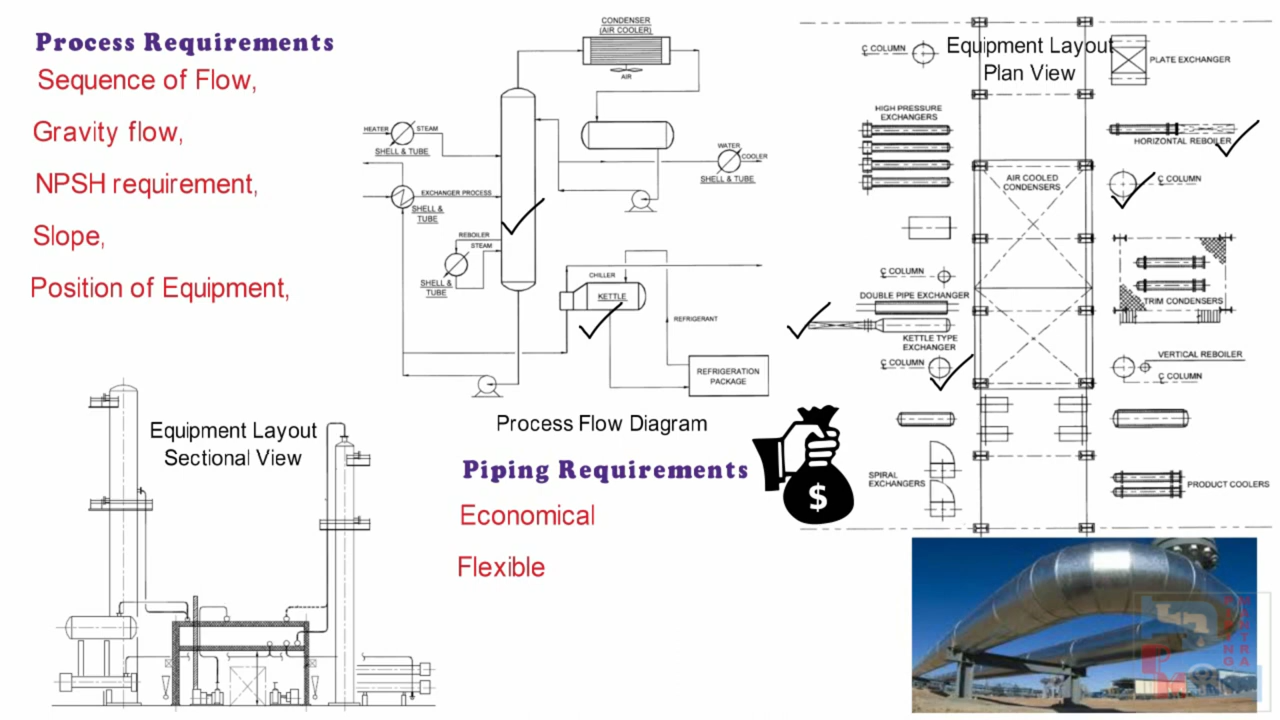 Process Requirements
Sequence of Flow,
Gravity flow,
NPSH requirement,
Slope,
Position of Equipment,
CONDENSER
(AIR COOLER)
AIR
HEATER
STEAM
SHELL & TUBE
WATER
COOLER
SHELL & TUBE
EXCHANGER PROCESS
SHELL &
TUBE
REBOILER
STEAM
SHELL &
TUBE
CHILLER
KETTLE
REFRIGERANT
REFRIGERATION
PACKAGE
Process Flow Diagram
Equipment Layout
Plan View
℄ COLUMN
PLATE EXCHANGER
HIGH PRESSURE
EXCHANGERS
HORIZONTAL REBOILER
AIR COOLED
CONDENSERS
℄ COLUMN
℄ COLUMN
DOUBLE PIPE EXCHANGER
TRIM CONDENSERS
KETTLE TYPE
EXCHANGER
℄ COLUMN
VERTICAL REBOILER
℄ COLUMN
SPIRAL
EXCHANGERS
PRODUCT COOLERS
Equipment Layout
Sectional View
Piping Requirements
Economical
Flexible
$
PIPING
MANTRA